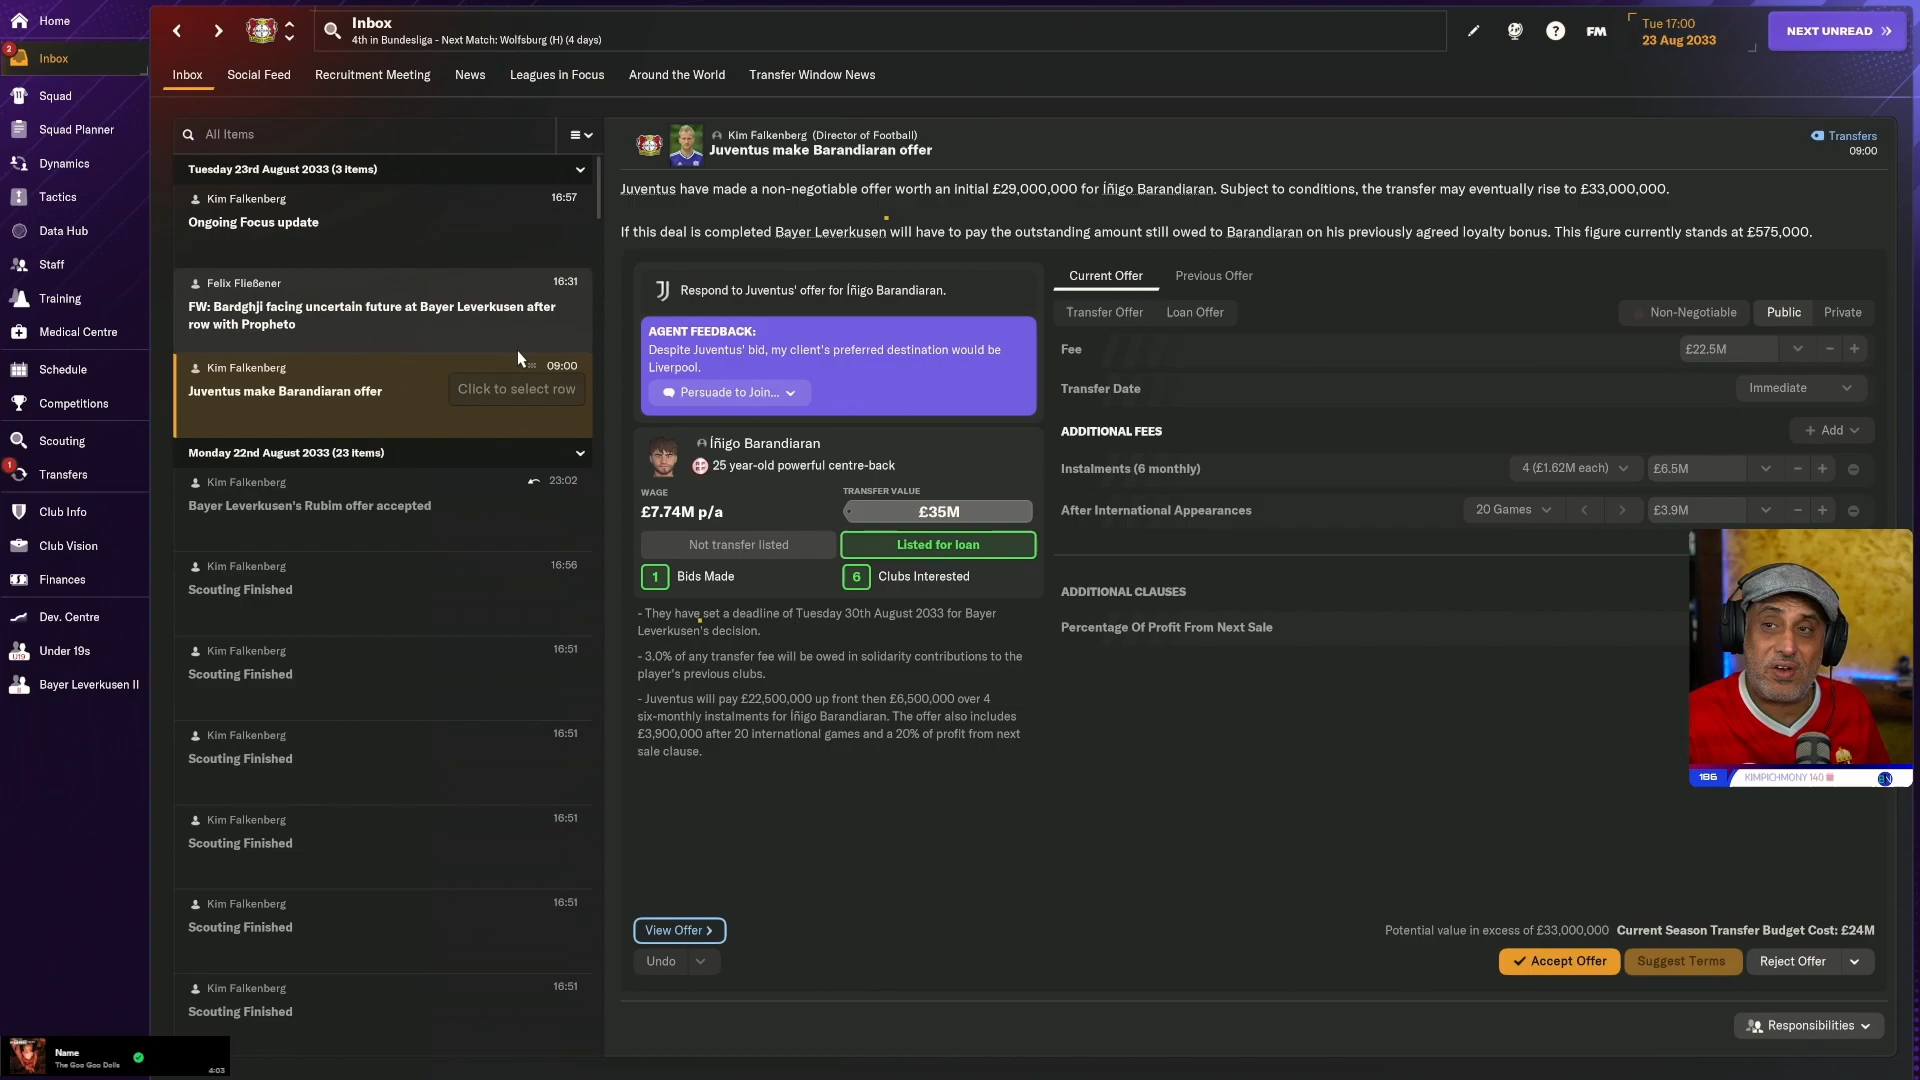 Home
2
Inbox
Squad
Squad Planner
Dynamics
Tactics
Data Hub
Staff
Training
Medical Centre
Schedule
Competitions
Scouting
1
Transfers
Club Info
Club Vision
Finances
Dev. Centre
Under 19s
Bayer Leverkusen II
Inbox
4th in Bundesliga - Next Match: Wolfsburg (H) (4 days)
FM
Tue 17:00
23 Aug 2033
NEXT UNREAD
Inbox Social Feed Recruitment Meeting News Leagues in Focus Around the World Transfer Window News
All Items
Tuesday 23rd August 2033 (3 items)
Kim Falkenberg 16:57
Ongoing Focus update
Felix Fließener 16:31
FW: Bardghji facing uncertain future at Bayer Leverkusen after
row with Propheto
Kim Falkenberg 09:00
Juventus make Barandiaran offer
Click to select row
Monday 22nd August 2033 (23 items)
Kim Falkenberg 23:02
Bayer Leverkusen's Rubim offer accepted
Kim Falkenberg 16:56
Scouting Finished
Kim Falkenberg 16:51
Scouting Finished
Kim Falkenberg 16:51
Scouting Finished
Kim Falkenberg 16:51
Scouting Finished
Kim Falkenberg 16:51
Scouting Finished
Kim Falkenberg 16:51
Scouting Finished
Kim Falkenberg (Director of Football)
Juventus make Barandiaran offer
Transfers
09:00
Juventus have made a non-negotiable offer worth an initial £29,000,000 for Íñigo Barandiaran. Subject to conditions, the transfer may eventually rise to £33,000,000.
If this deal is completed Bayer Leverkusen will have to pay the outstanding amount still owed to Barandiaran on his previously agreed loyalty bonus. This figure currently stands at £575,000.
Respond to Juventus' offer for Íñigo Barandiaran.
AGENT FEEDBACK:
Despite Juventus' bid, my client's preferred destination would be
Liverpool.
Persuade to Join...
Íñigo Barandiaran
25 year-old powerful centre-back
WAGE
£7.74M p/a
TRANSFER VALUE
£35M
Not transfer listed
Listed for loan
1 Bids Made
6 Clubs Interested
- They have set a deadline of Tuesday 30th August 2033 for Bayer
Leverkusen's decision.
- 3.0% of any transfer fee will be owed in solidarity contributions to the
player's previous clubs.
- Juventus will pay £22,500,000 up front then £6,500,000 over 4
six-monthly instalments for Íñigo Barandiaran. The offer also includes
£3,900,000 after 20 international games and a 20% of profit from next
sale clause.
Current Offer Previous Offer
Transfer Offer Loan Offer
Non-Negotiable Public Private
Fee £22.5M
Transfer Date Immediate
ADDITIONAL FEES
Add
Instalments (6 monthly) 4 (£1.62M each) £6.5M
After International Appearances 20 Games £3.9M
ADDITIONAL CLAUSES
Percentage Of Profit From Next Sale
186 KIMPICHMONY 140
View Offer
Undo
Potential value in excess of £33,000,000 Current Season Transfer Budget Cost: £24M
Accept Offer Suggest Terms Reject Offer
Responsibilities
Name
The Goo Goo Dolls
4:03